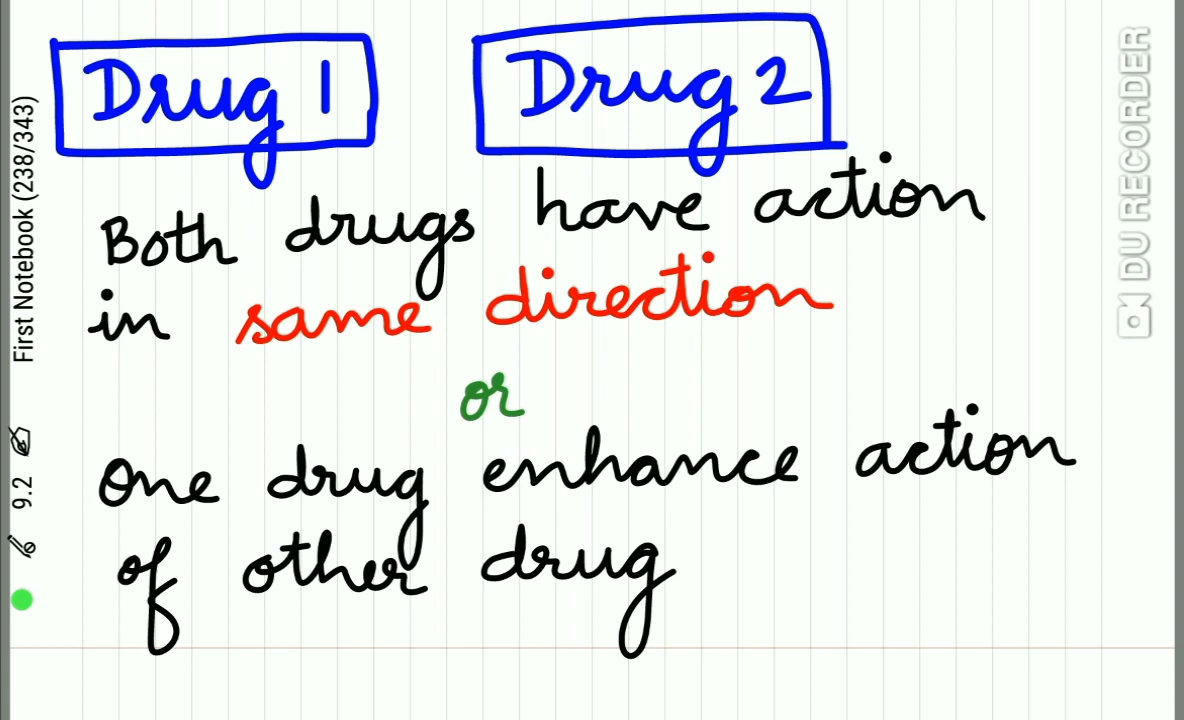 Drug 1 Drug 2
Both drugs have action
in same direction
or
One drug enhance action
of other drug
First Notebook (238/343)
9.2
DU RECORDER